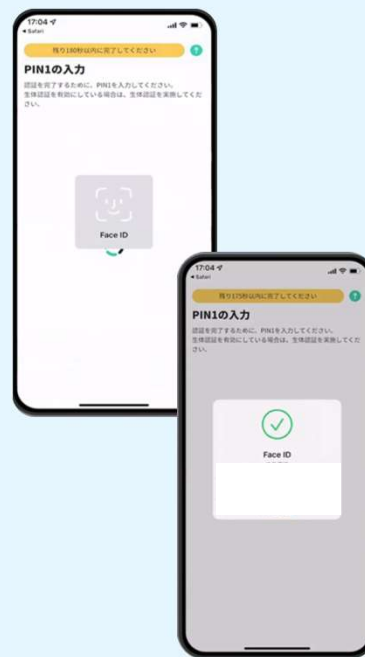 17:04
◀ Safari
残り180秒以内に完了してください
?
PIN1の入力
認証を完了するために、PIN1を入力してください。
生体認証を有効にしている場合は、生体認証を実施してくだ
さい。
Face ID
17:04
◀ Safari
残り175秒以内に完了してください
?
PIN1の入力
認証を完了するために、PIN1を入力してください。
生体認証を有効にしている場合は、生体認証を実施してくだ
さい。
Face ID